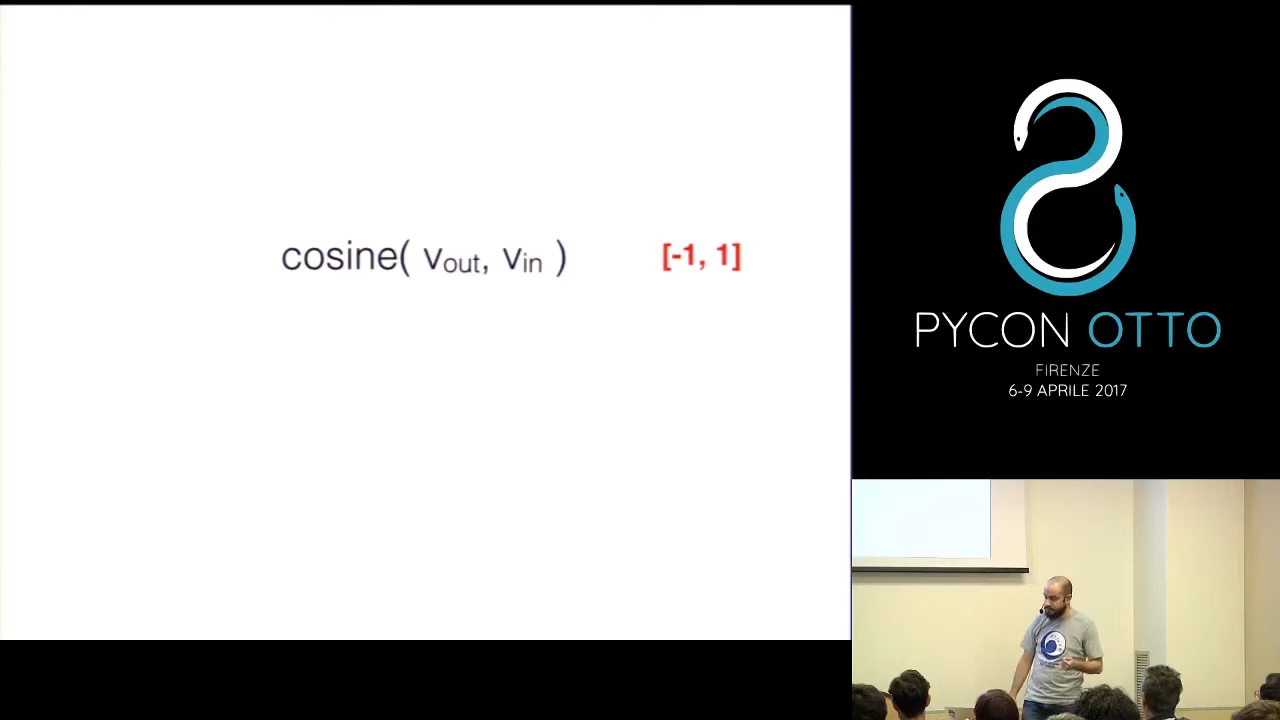 cosine( vout, vin ) [-1, 1]
PYCON OTTO
FIRENZE
6-9 APRILE 2017